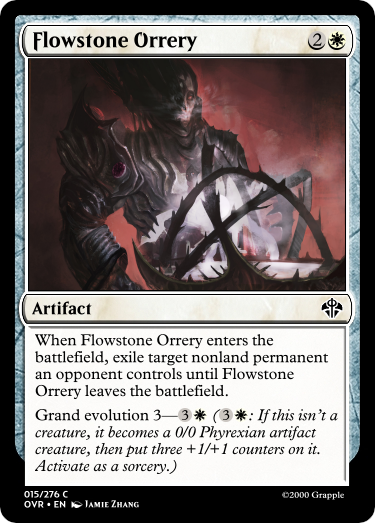 Flowstone Orrery 2
Artifact
When Flowstone Orrery enters the
battlefield, exile target nonland permanent
an opponent controls until Flowstone
Orrery leaves the battlefield.
Grand evolution 3—3 (3: If this isn't a
creature, it becomes a 0/0 Phyrexian artifact
creature, then put three +1/+1 counters on it.
Activate as a sorcery.)
015/276 C
OVR • EN Jamie Zhang
©2000 Grapple